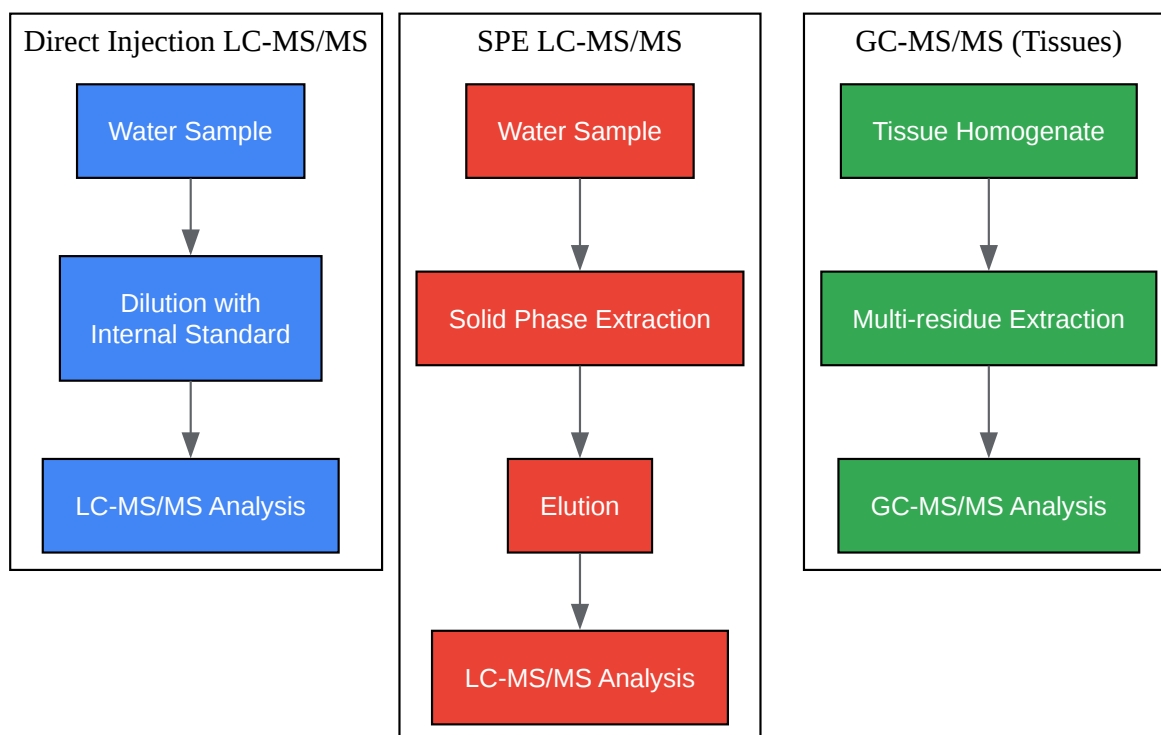 Direct Injection LC-MS/MS
Water Sample
Dilution with
Internal Standard
LC-MS/MS Analysis
SPE LC-MS/MS
Water Sample
Solid Phase Extraction
Elution
LC-MS/MS Analysis
GC-MS/MS (Tissues)
Tissue Homogenate
Multi-residue Extraction
GC-MS/MS Analysis